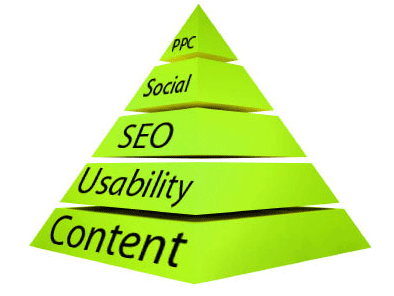 PPC
Social
SEO
Usability
Content